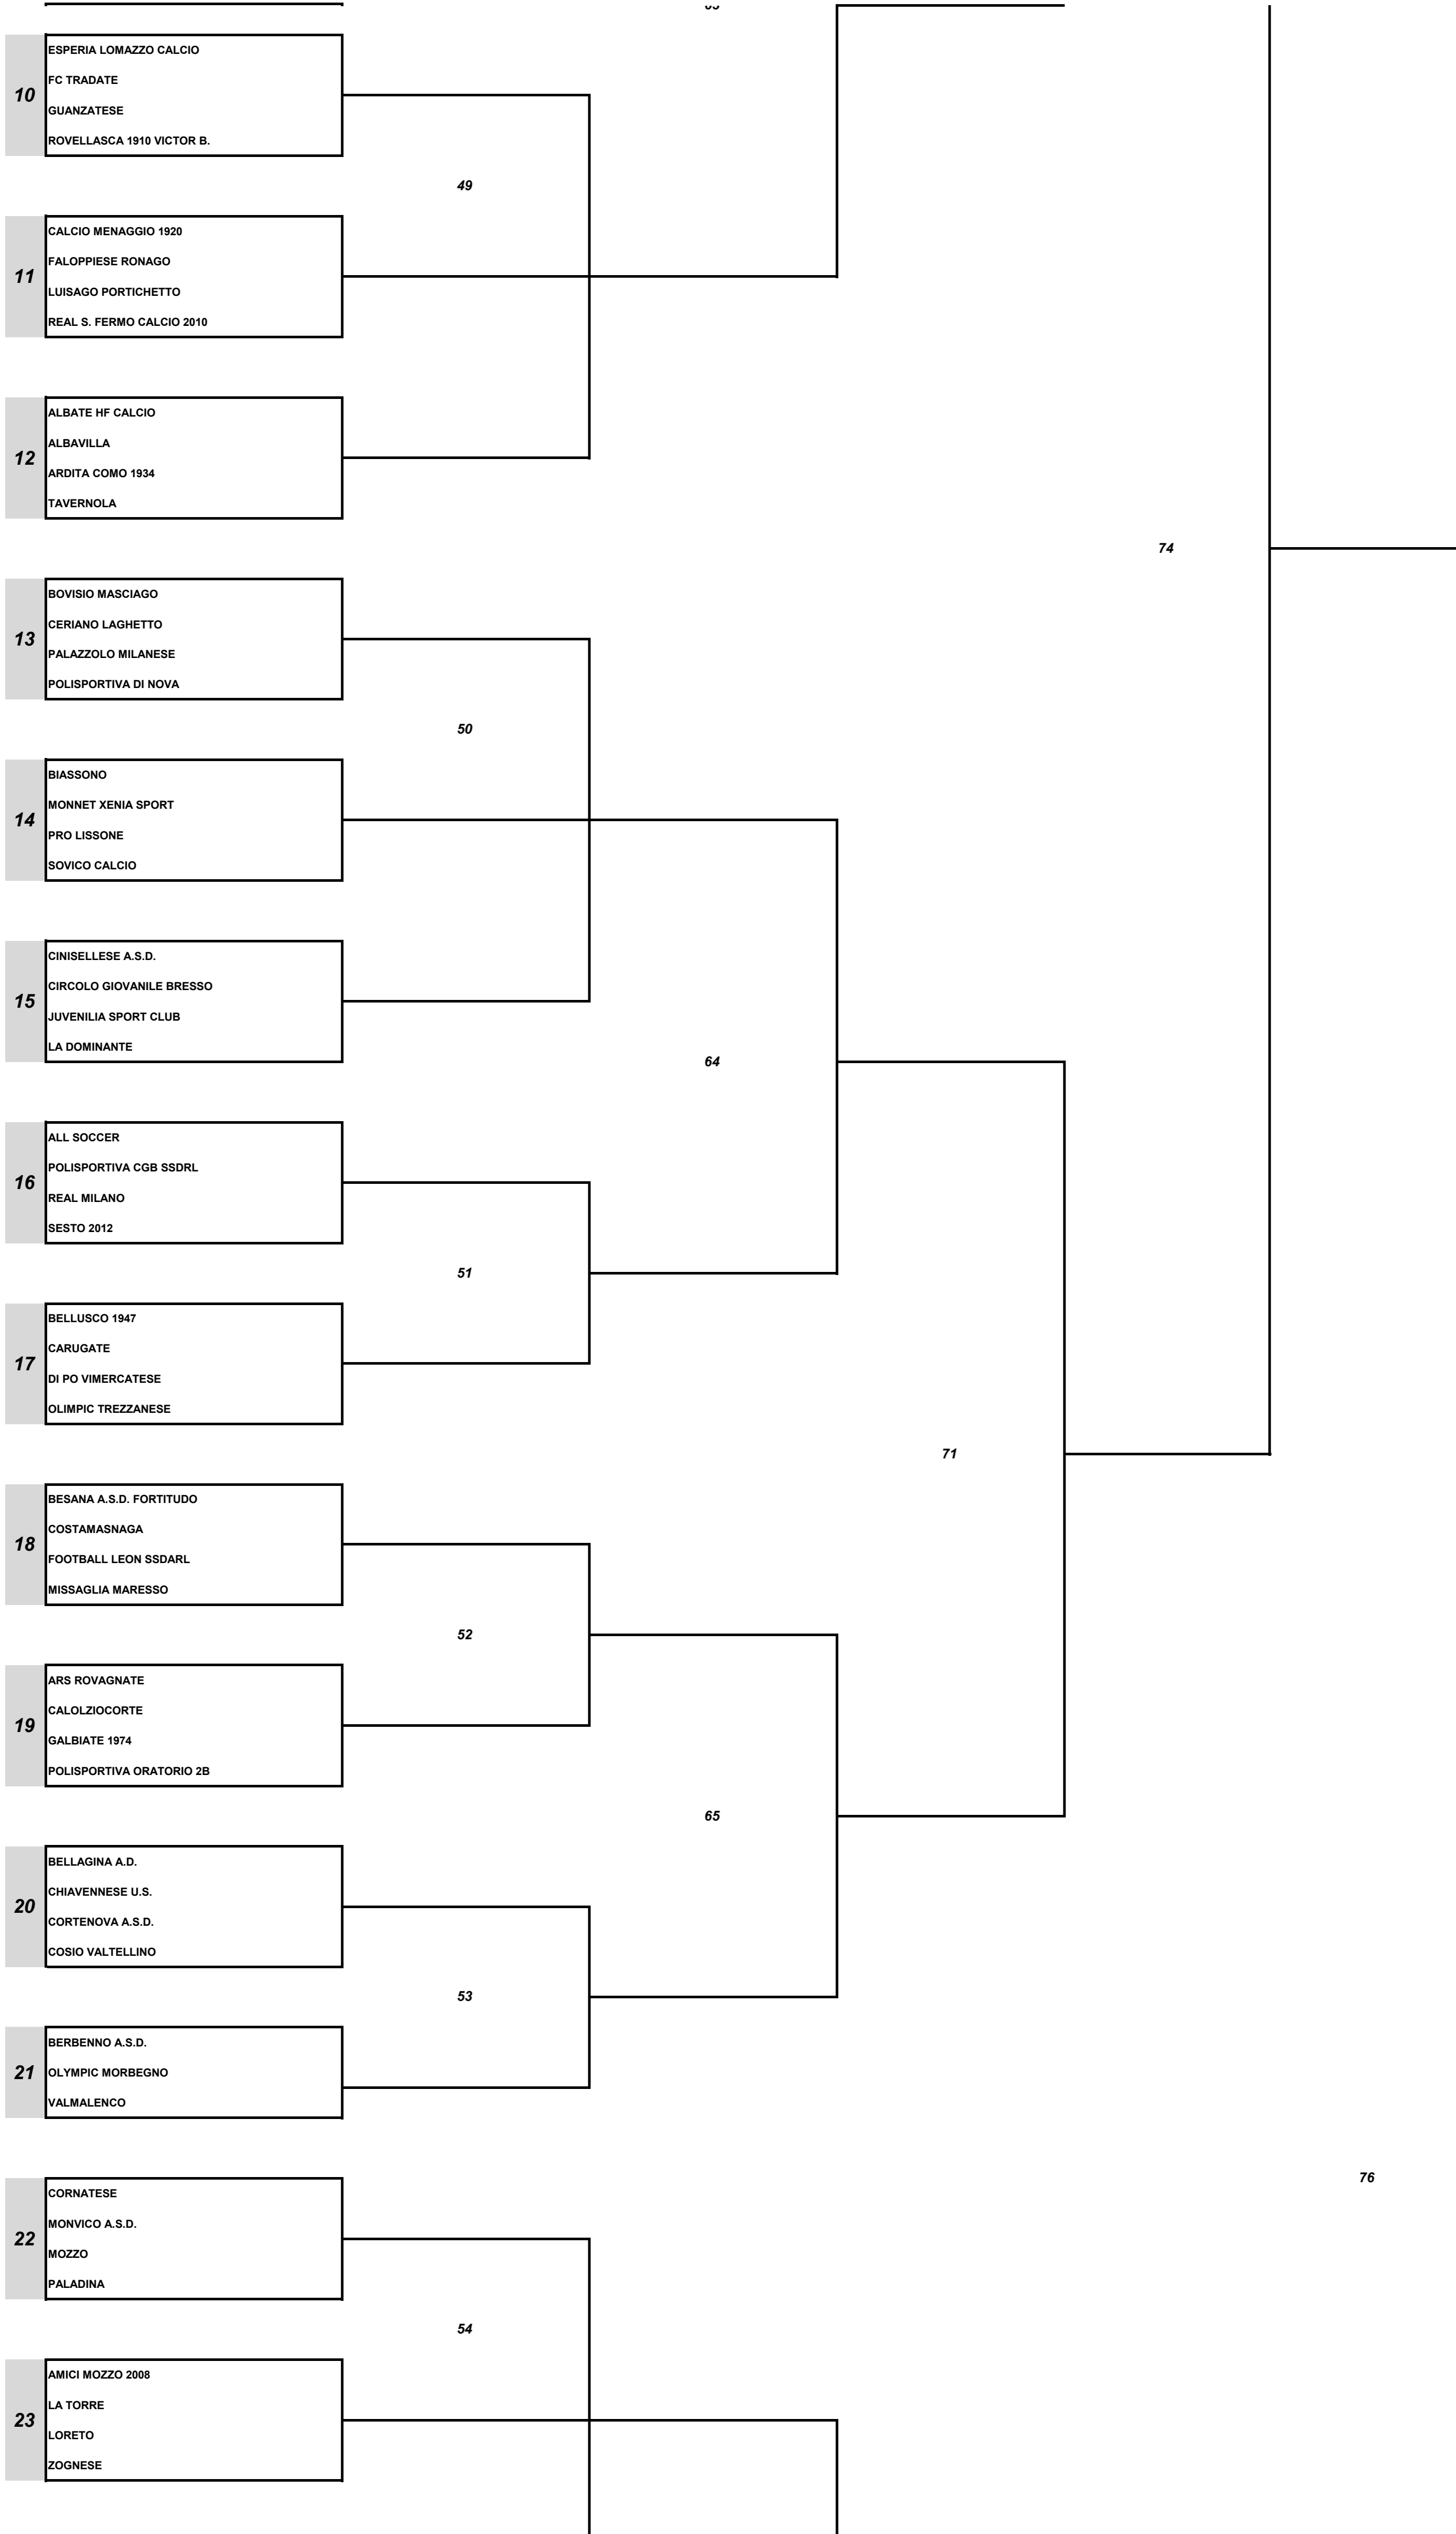 10
ESPERIA LOMAZZO CALCIO
FC TRADATE
GUANZATESE
ROVELLASCA 1910 VICTOR B.
49
11
CALCIO MENAGGIO 1920
FALOPPIESE RONAGO
LUISAGO PORTICHETTO
REAL S. FERMO CALCIO 2010
12
ALBATE HF CALCIO
ALBAVILLA
ARDITA COMO 1934
TAVERNOLA
74
13
BOVISIO MASCIAGO
CERIANO LAGHETTO
PALAZZOLO MILANESE
POLISPORTIVA DI NOVA
50
14
BIASSONO
MONNET XENIA SPORT
PRO LISSONE
SOVICO CALCIO
15
CINISELLESE A.S.D.
CIRCOLO GIOVANILE BRESSO
JUVENILIA SPORT CLUB
LA DOMINANTE
64
16
ALL SOCCER
POLISPORTIVA CGB SSDRL
REAL MILANO
SESTO 2012
51
17
BELLUSCO 1947
CARUGATE
DI PO VIMERCATESE
OLIMPIC TREZZANESE
71
18
BESANA A.S.D. FORTITUDO
COSTAMASNAGA
FOOTBALL LEON SSDARL
MISSAGLIA MARESSO
52
19
ARS ROVAGNATE
CALOLZIOCORTE
GALBIATE 1974
POLISPORTIVA ORATORIO 2B
65
20
BELLAGINA A.D.
CHIAVENNESE U.S.
CORTENOVA A.S.D.
COSIO VALTELLINO
53
21
BERBENNO A.S.D.
OLYMPIC MORBEGNO
VALMALENCO
76
22
CORNATESE
MONVICO A.S.D.
MOZZO
PALADINA
54
23
AMICI MOZZO 2008
LA TORRE
LORETO
ZOGNESE